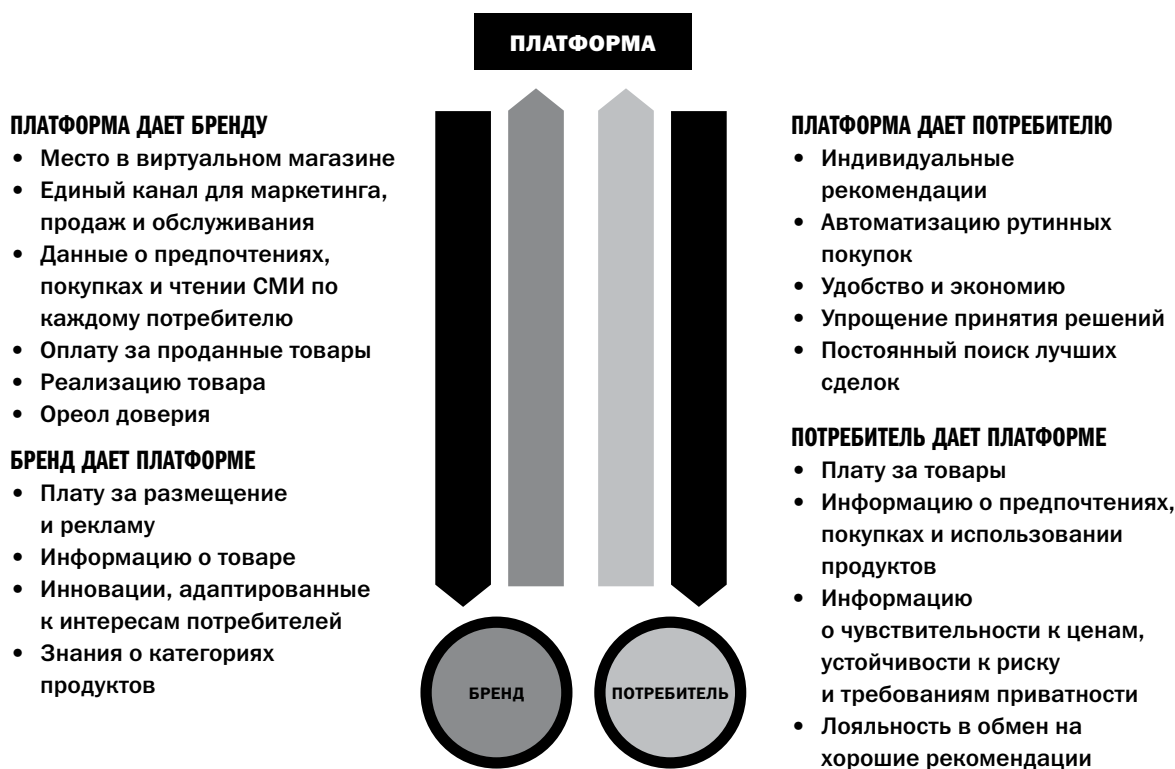 ПЛАТФОРМА
ПЛАТФОРМА ДАЕТ БРЕНДУ
• Место в виртуальном магазине
• Единый канал для маркетинга,
продаж и обслуживания
• Данные о предпочтениях,
покупках и чтении СМИ по
каждому потребителю
• Оплату за проданные товары
• Реализацию товара
• Ореол доверия
БРЕНД ДАЕТ ПЛАТФОРМЕ
• Плату за размещение
и рекламу
• Информацию о товаре
• Инновации, адаптированные
к интересам потребителей
• Знания о категориях
продуктов
БРЕНД
ПОТРЕБИТЕЛЬ
ПЛАТФОРМА ДАЕТ ПОТРЕБИТЕЛЮ
• Индивидуальные
рекомендации
• Автоматизацию рутинных
покупок
• Удобство и экономию
• Упрощение принятия решений
• Постоянный поиск лучших
сделок
ПОТРЕБИТЕЛЬ ДАЕТ ПЛАТФОРМЕ
• Плату за товары
• Информацию о предпочтениях,
покупках и использовании
продуктов
• Информацию
о чувствительности к ценам,
устойчивости к риску
и требованиям приватности
• Лояльность в обмен на
хорошие рекомендации